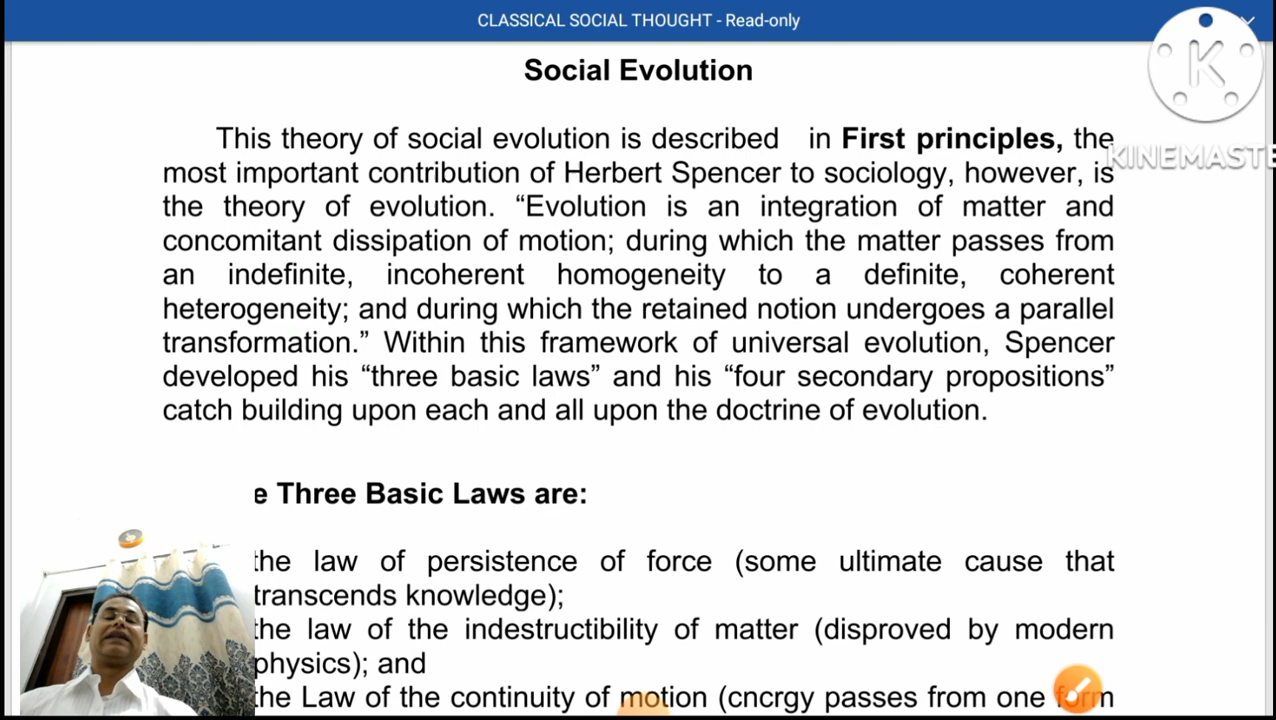 CLASSICAL SOCIAL THOUGHT - Read-only
K
KINEMASTE
Social Evolution
This theory of social evolution is described in First principles, the
most important contribution of Herbert Spencer to sociology, however, is
the theory of evolution. “Evolution is an integration of matter and
concomitant dissipation of motion; during which the matter passes from
an indefinite, incoherent homogeneity to a definite, coherent
heterogeneity; and during which the retained notion undergoes a parallel
transformation.” Within this framework of universal evolution, Spencer
developed his “three basic laws” and his “four secondary propositions”
catch building upon each and all upon the doctrine of evolution.
e Three Basic Laws are:
the law of persistence of force (some ultimate cause that
transcends knowledge);
the law of the indestructibility of matter (disproved by modern
physics); and
the Law of the continuity of motion (cncrgy passes from one form